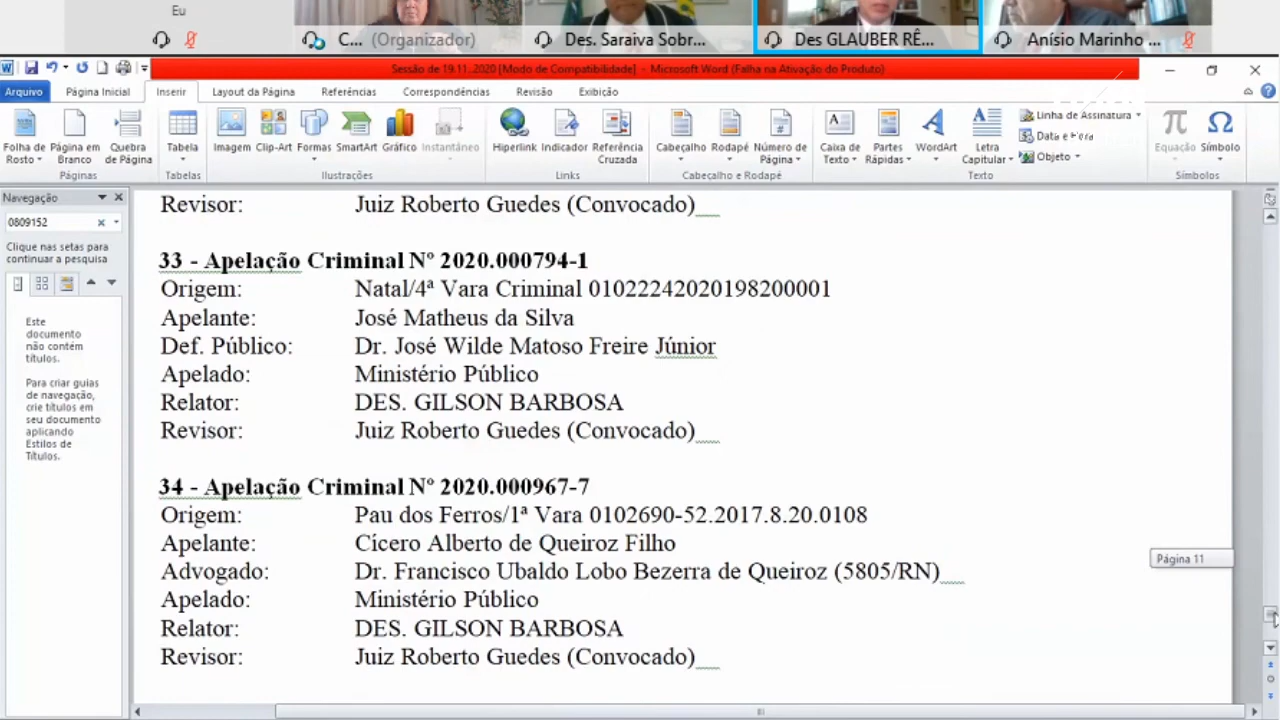 Eu
C... (Organizador)
Des. Saraiva Sobr...
Des GLAUBER RÊ...
Anísio Marinho ...
Sessão de 19.11..2020 [Modo de Compatibilidade] - Microsoft Word (Falha na Ativação do Produto)
Arquivo Página Inicial Inserir Layout da Página Referências Correspondências Revisão Exibição
Folha de Rosto
Página em Branco
Quebra de Página
Tabela
Imagem
Clip-Art
Formas
SmartArt
Gráfico
Instantâneo
Hiperlink
Indicador
Referência Cruzada
Cabeçalho
Rodapé
Número de Página
Caixa de Texto
Partes Rápidas
WordArt
Letra Capitular
Linha de Assinatura
Data e Hora
Objeto
Equação
Símbolo
Páginas Tabelas Ilustrações Links Cabeçalho e Rodapé Texto Símbolos
Navegação
0809152
Clique nas setas para
continuar a pesquisa
Este
documento
não contém
títulos.
Para criar guias
de navegação,
crie títulos em
seu documento
aplicando
Estilos de
Títulos.
Revisor: Juiz Roberto Guedes (Convocado)__
33 - Apelação Criminal Nº 2020.000794-1
Origem: Natal/4ª Vara Criminal 01022242020198200001
Apelante: José Matheus da Silva
Def. Público: Dr. José Wilde Matoso Freire Júnior
Apelado: Ministério Público
Relator: DES. GILSON BARBOSA
Revisor: Juiz Roberto Guedes (Convocado)__
34 - Apelação Criminal Nº 2020.000967-7
Origem: Pau dos Ferros/1ª Vara 0102690-52.2017.8.20.0108
Apelante: Cícero Alberto de Queiroz Filho
Advogado: Dr. Francisco Ubaldo Lobo Bezerra de Queiroz (5805/RN)__
Apelado: Ministério Público
Relator: DES. GILSON BARBOSA
Revisor: Juiz Roberto Guedes (Convocado)__
Página 11